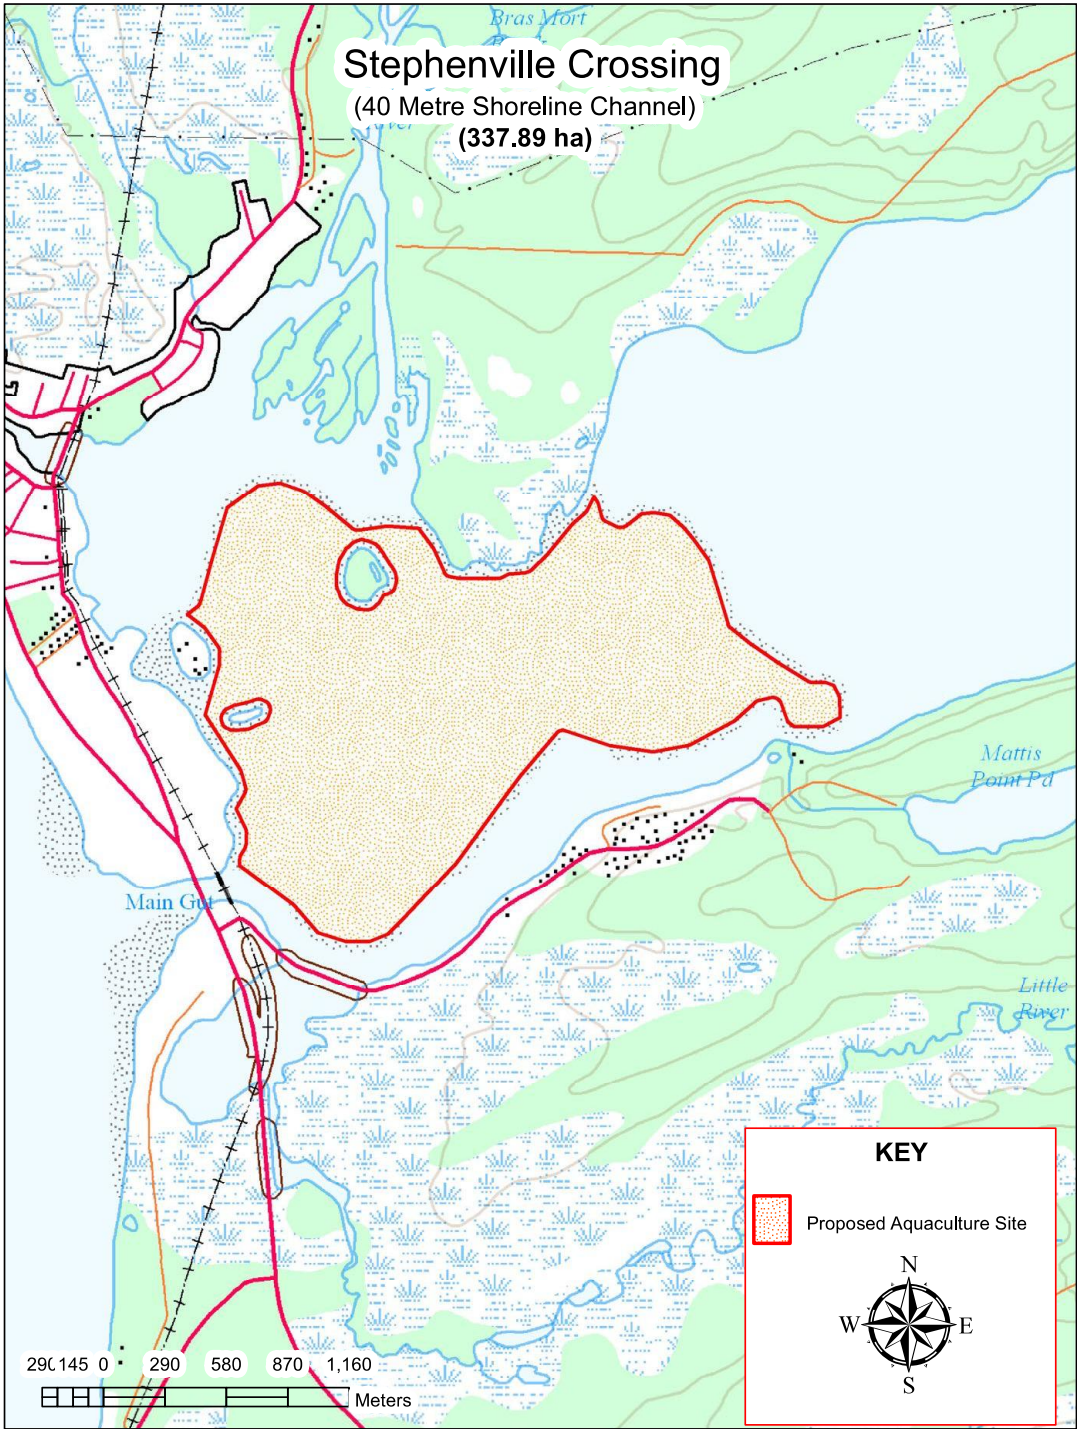 Bras Mort
Stephenville Crossing
(40 Metre Shoreline Channel)
River
(337.89 ha)
Mattis
Point Pd
Main Gut
Little
River
KEY
Proposed Aquaculture Site
N
W E
S
290 145 0 290 580 870 1,160
Meters